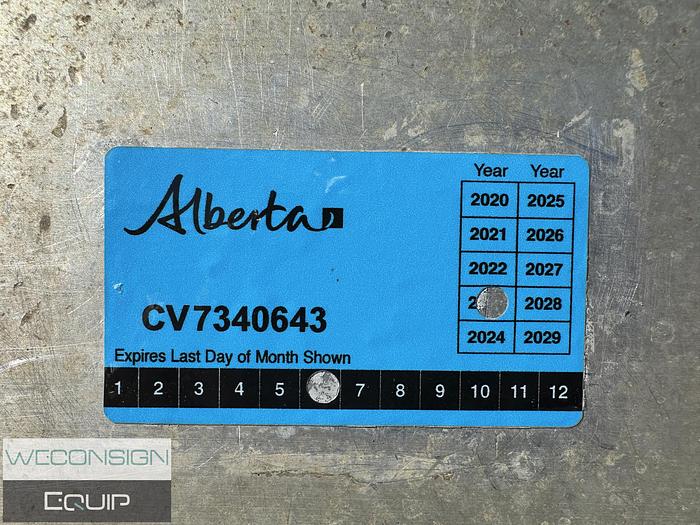 Alberta
Year Year
2020 2025
2021 2026
2022 2027
2 2028
2024 2029
CV7340643
Expires Last Day of Month Shown
1 2 3 4 5 7 8 9 10 11 12
WECONSIGN
EQUIP